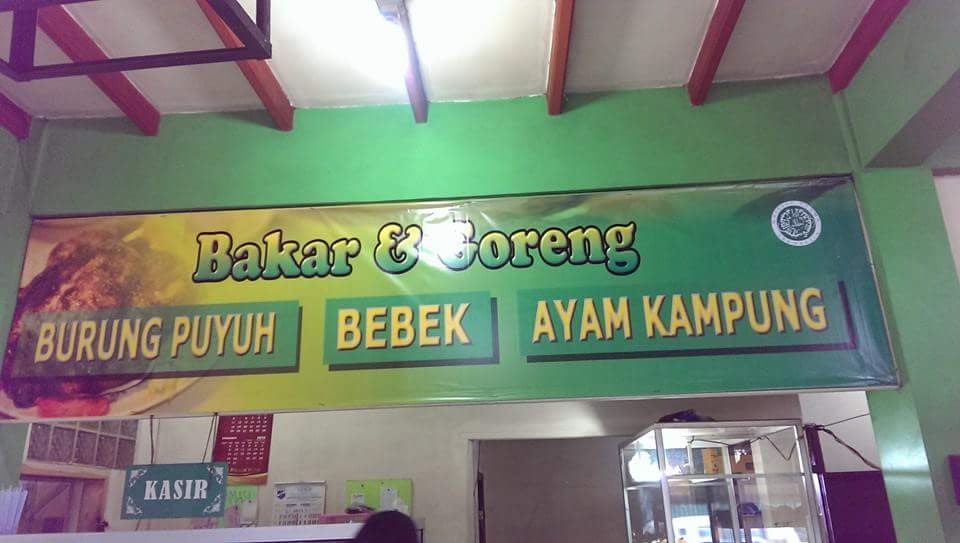 Bakar & Goreng
BURUNG PUYUH
BEBEK
AYAM KAMPUNG
KASIR